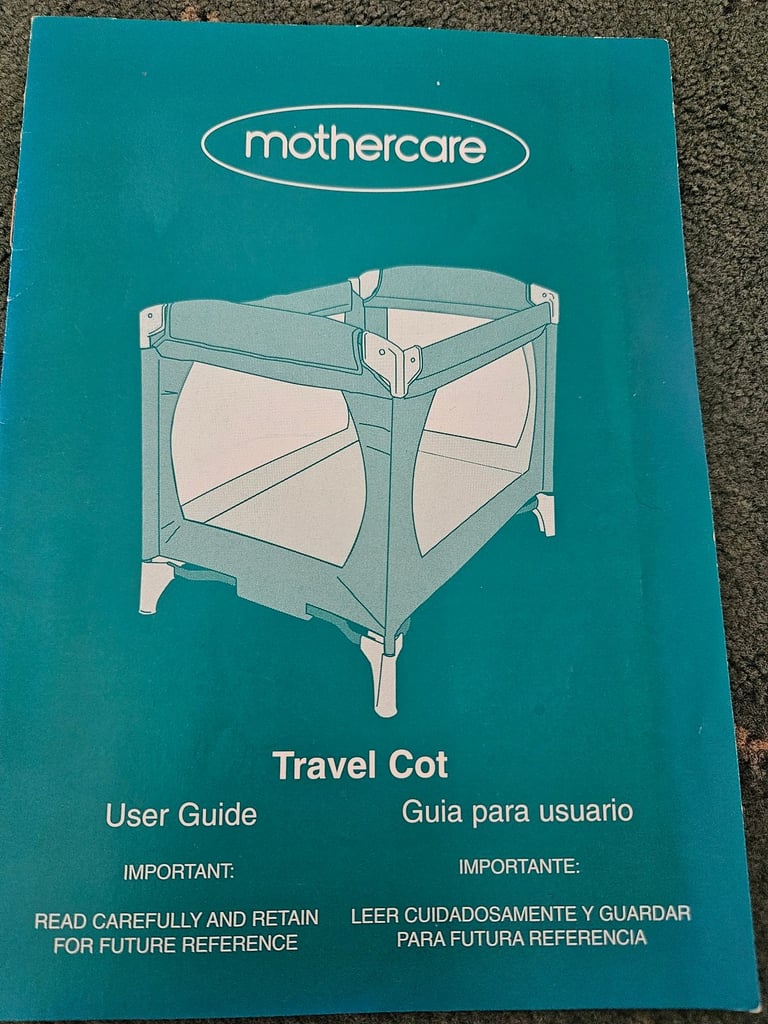 mothercare
Travel Cot
User Guide
Guia para usuario
IMPORTANT:
READ CAREFULLY AND RETAIN
FOR FUTURE REFERENCE
IMPORTANTE:
LEER CUIDADOSAMENTE Y GUARDAR
PARA FUTURA REFERENCIA